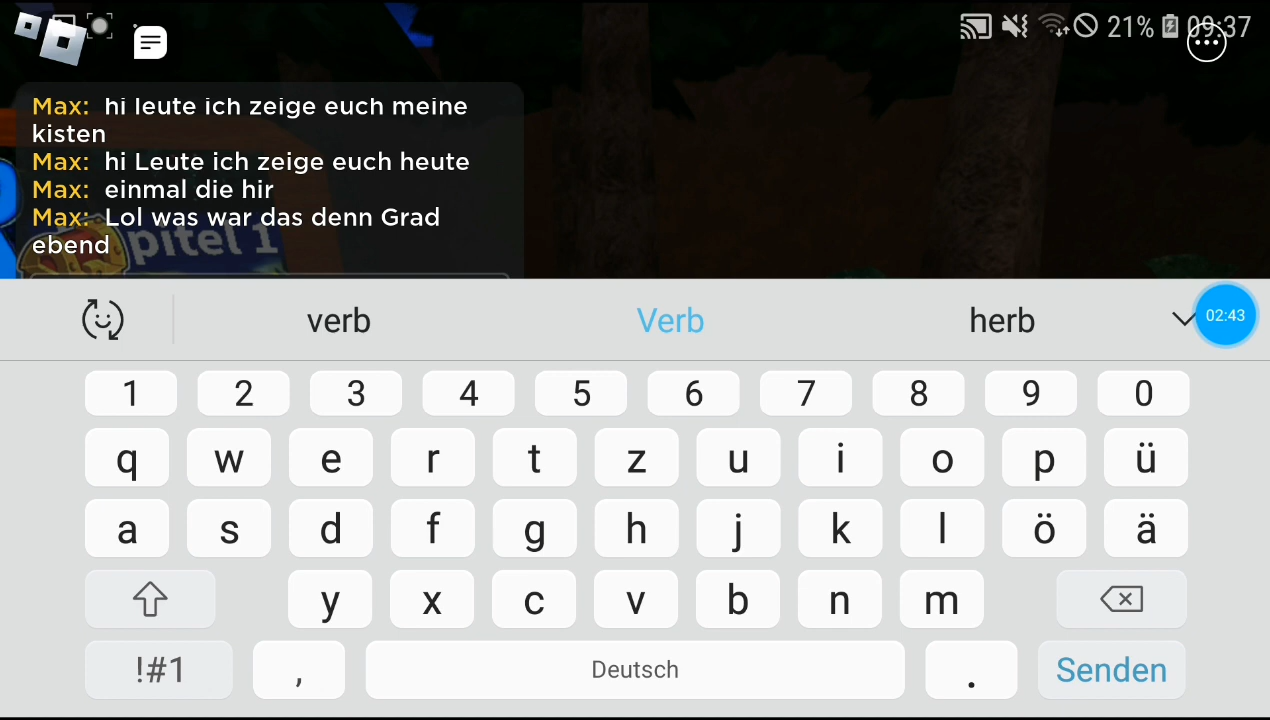 21% 09:37
Max: hi leute ich zeige euch meine
kisten
Max: hi Leute ich zeige euch heute
Max: einmal die hir
Max: Lol was war das denn Grad
ebend
pitel 1
verb Verb herb 02:43
1 2 3 4 5 6 7 8 9 0
q w e r t z u i o p ü
a s d f g h j k l ö ä
y x c v b n m
!#1 , Deutsch . Senden